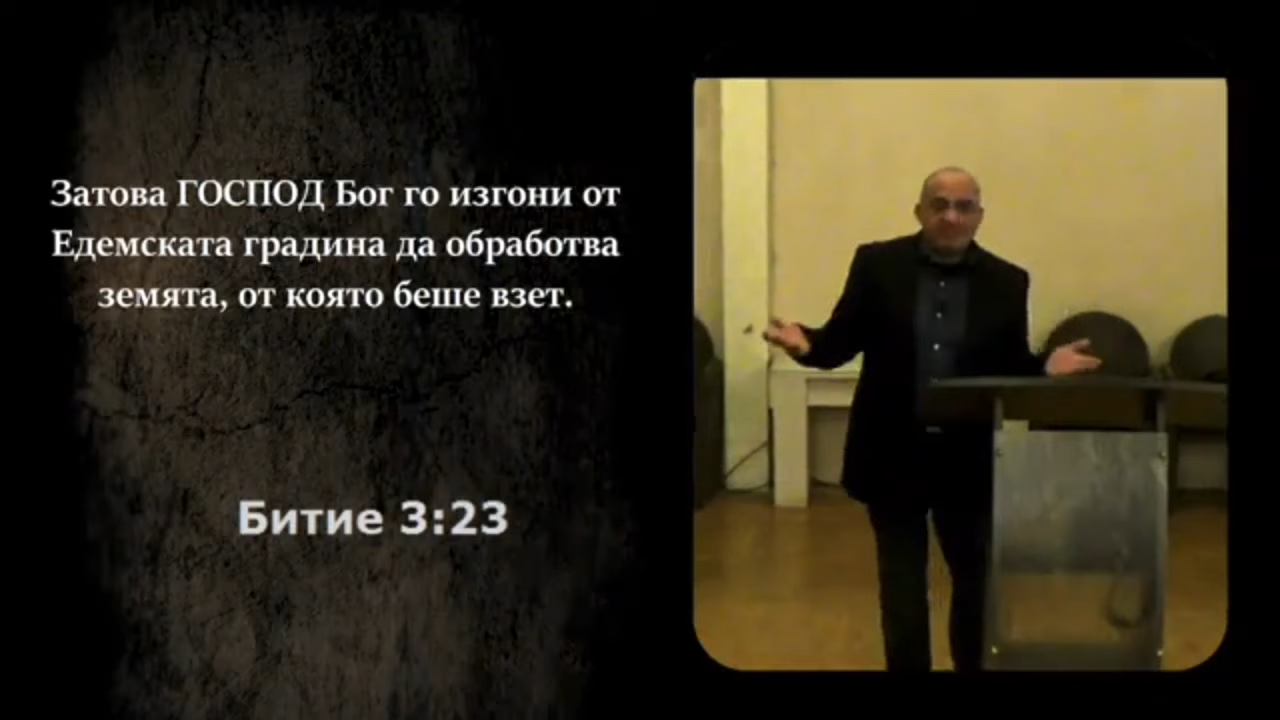 Затова ГОСПОД Бог го изгони от
Едемската градина да обработва
земята, от която беше взет.
Битие 3:23